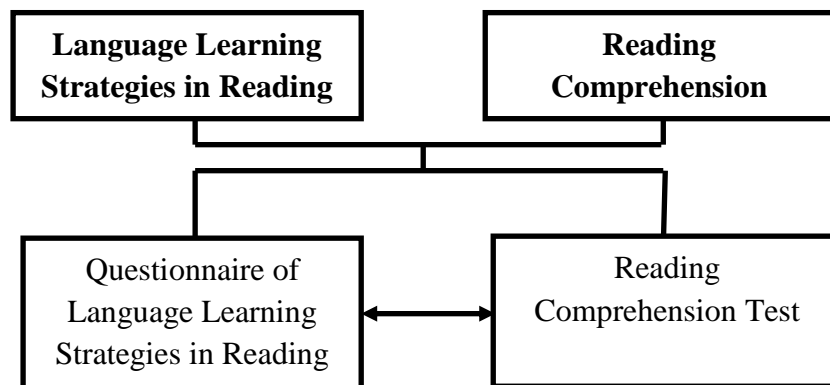 Language Learning
Strategies in Reading
Reading
Comprehension
Questionnaire of
Language Learning
Strategies in Reading
Reading
Comprehension Test